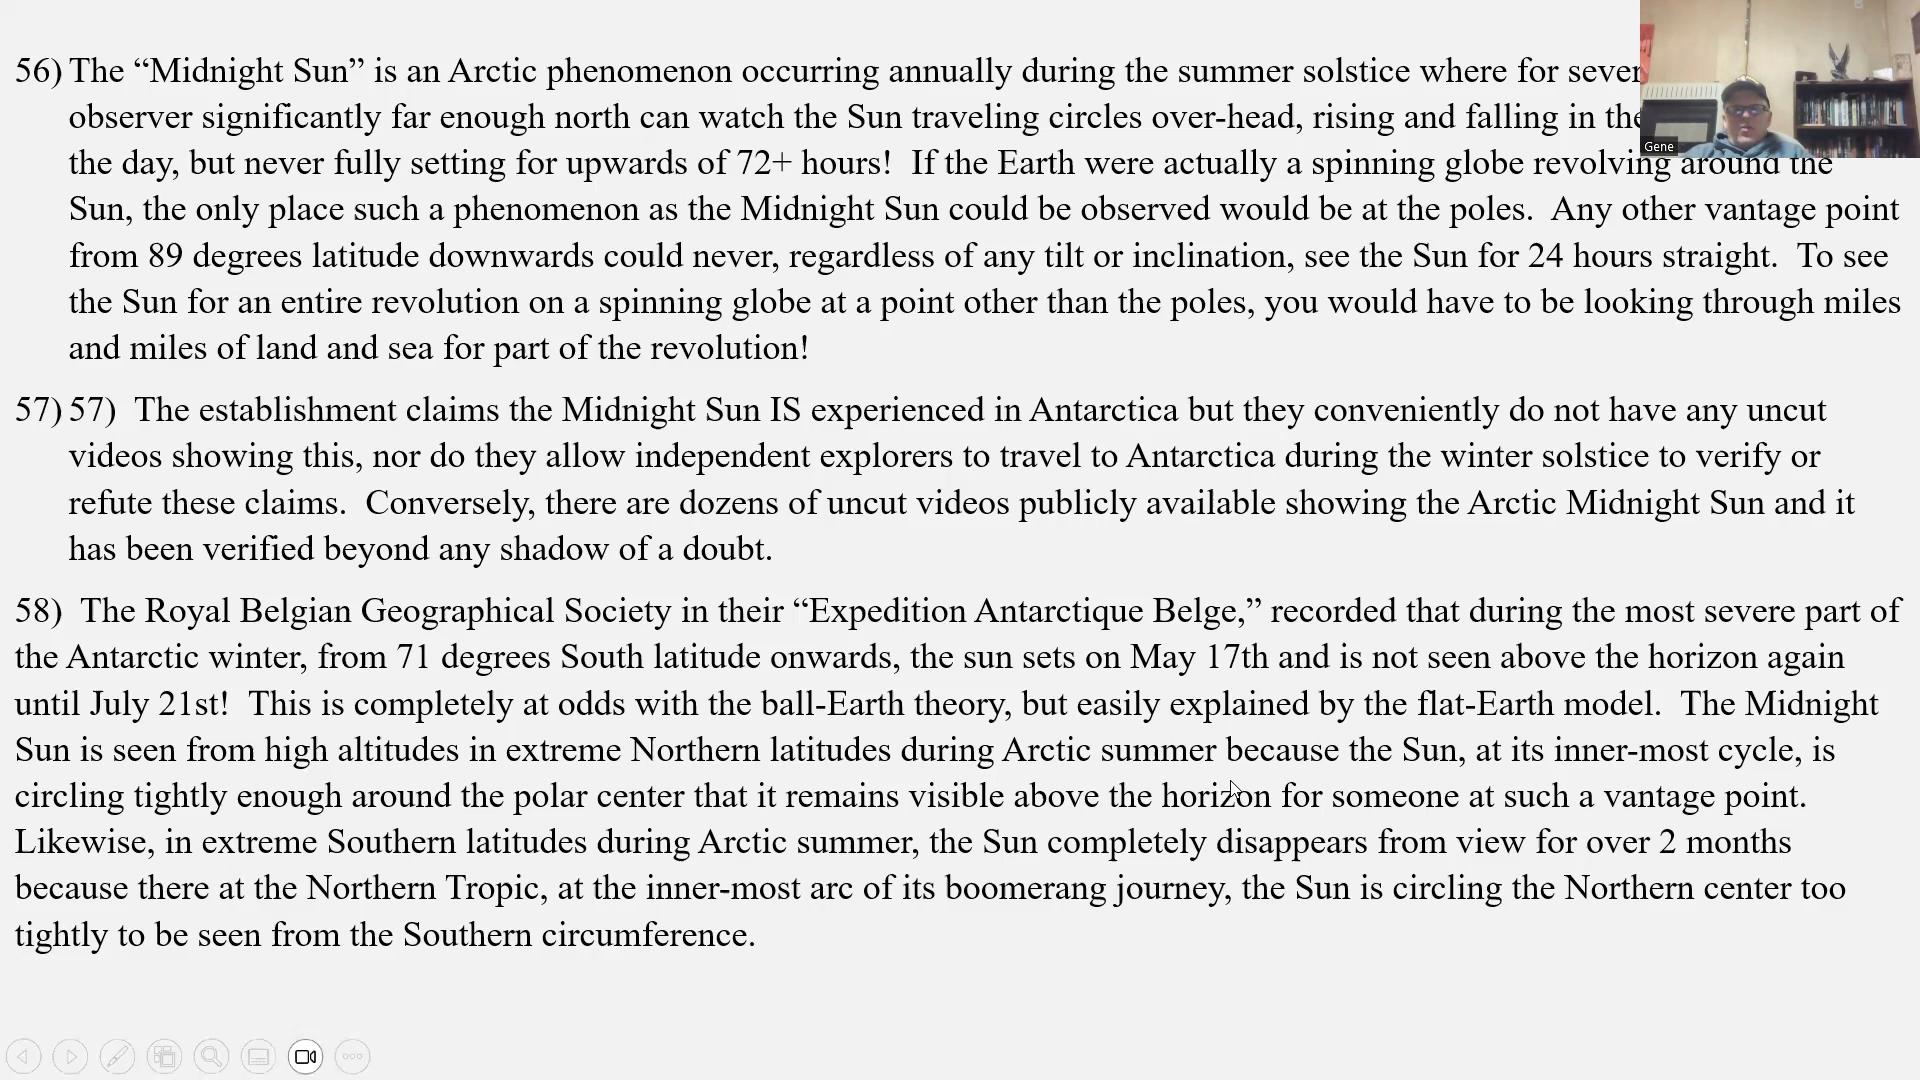 56) The “Midnight Sun” is an Arctic phenomenon occurring annually during the summer solstice where for
observer significantly far enough north can watch the Sun traveling circles over-head, rising and falling in the
Gene
the day, but never fully setting for upwards of 72+ hours!  If the Earth were actually a spinning globe revolving around the
Sun, the only place such a phenomenon as the Midnight Sun could be observed would be at the poles.  Any other vantage point
from 89 degrees latitude downwards could never, regardless of any tilt or inclination, see the Sun for 24 hours straight.  To see
the Sun for an entire revolution on a spinning globe at a point other than the poles, you would have to be looking through miles
and miles of land and sea for part of the revolution!
57) 57)  The establishment claims the Midnight Sun IS experienced in Antarctica but they conveniently do not have any uncut
videos showing this, nor do they allow independent explorers to travel to Antarctica during the winter solstice to verify or
refute these claims.  Conversely, there are dozens of uncut videos publicly available showing the Arctic Midnight Sun and it
has been verified beyond any shadow of a doubt.
58)  The Royal Belgian Geographical Society in their “Expedition Antarctique Belge,” recorded that during the most severe part of
the Antarctic winter, from 71 degrees South latitude onwards, the sun sets on May 17th and is not seen above the horizon again
until July 21st!  This is completely at odds with the ball-Earth theory, but easily explained by the flat-Earth model.  The Midnight
Sun is seen from high altitudes in extreme Northern latitudes during Arctic summer because the Sun, at its inner-most cycle, is
circling tightly enough around the polar center that it remains visible above the horizon for someone at such a vantage point.
Likewise, in extreme Southern latitudes during Arctic summer, the Sun completely disappears from view for over 2 months
because there at the Northern Tropic, at the inner-most arc of its boomerang journey, the Sun is circling the Northern center too
tightly to be seen from the Southern circumference.